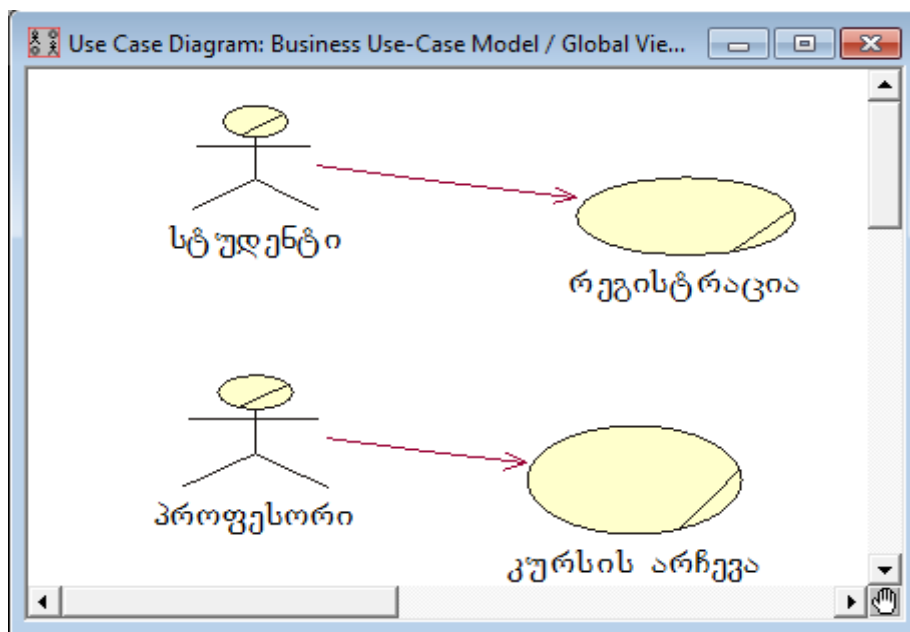 Use Case Diagram: Business Use-Case Model / Global Vie...
სტუდენტი
რეგისტრაცია
პროფესორი
კურსის არჩევა